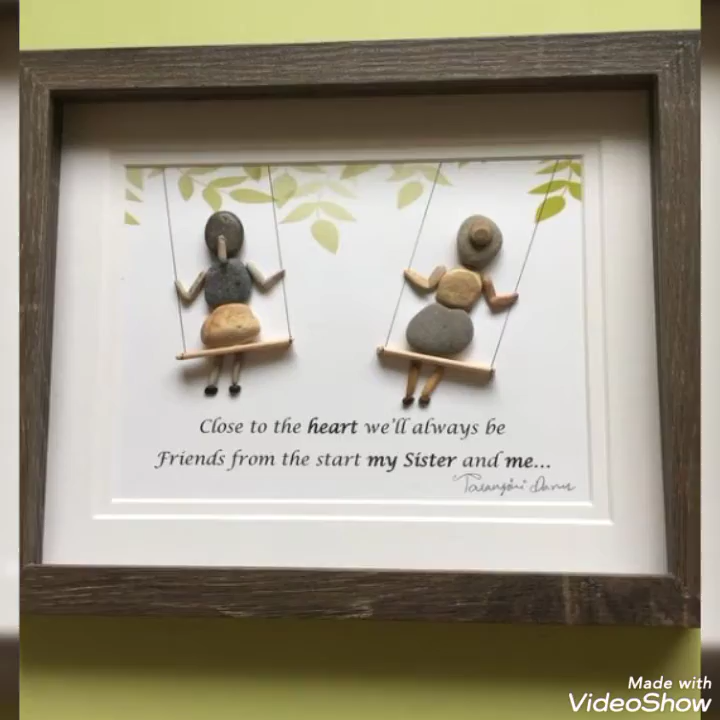 Close to the heart we'll always be
Friends from the start my Sister and me...
Made with
VideoShow